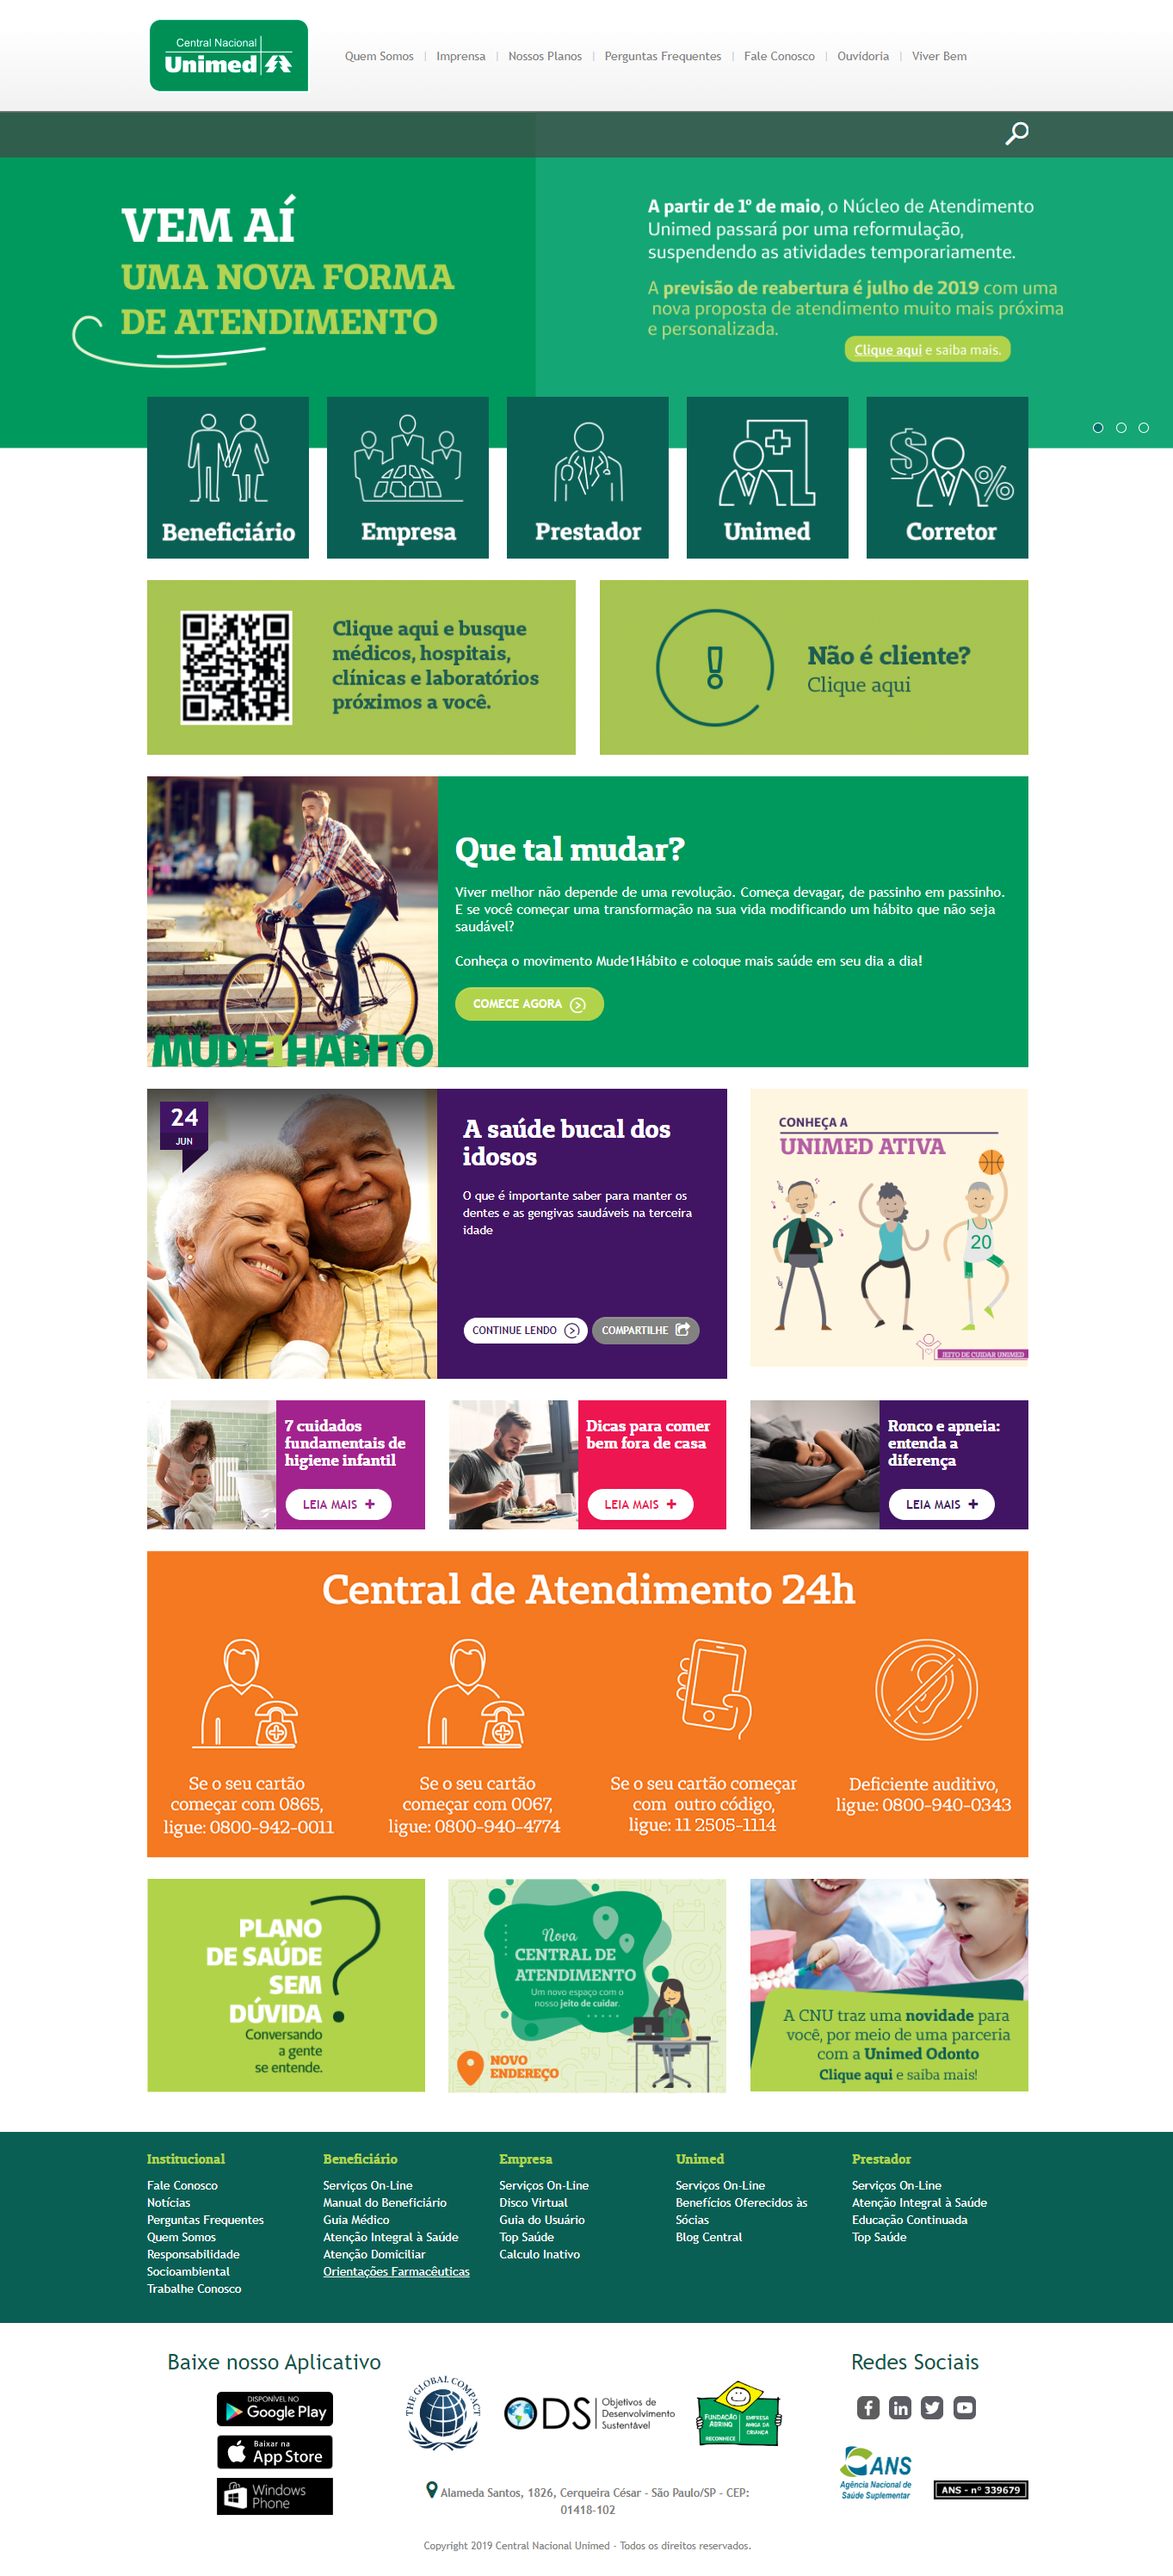 Central Nacional
Unimed
Quem Somos | Imprensa | Nossos Planos | Perguntas Frequentes | Fale Conosco | Ouvidoria | Viver Bem
VEM AÍ
UMA NOVA FORMA
DE ATENDIMENTO
A partir de 1º de maio, o Núcleo de Atendimento
Unimed passará por uma reformulação,
suspendendo as atividades temporariamente.
A previsão de reabertura é julho de 2019 com uma
nova proposta de atendimento muito mais próxima
e personalizada.
Clique aqui e saiba mais.
Beneficiário
Empresa
Prestador
Unimed
Corretor
Clique aqui e busque
médicos, hospitais,
clínicas e laboratórios
próximos a você.
Não é cliente?
Clique aqui
MUDE1HÁBITO
Que tal mudar?
Viver melhor não depende de uma revolução. Começa devagar, de passinho em passinho.
E se você começar uma transformação na sua vida modificando um hábito que não seja
saudável?
Conheça o movimento Mude1Hábito e coloque mais saúde em seu dia a dia!
COMECE AGORA
24
JUN
A saúde bucal dos
idosos
O que é importante saber para manter os
dentes e as gengivas saudáveis na terceira
idade
CONTINUE LENDO
COMPARTILHE
CONHEÇA A
UNIMED ATIVA
20
JEITO DE CUIDAR UNIMED
7 cuidados
fundamentais de
higiene infantil
LEIA MAIS +
Dicas para comer
bem fora de casa
LEIA MAIS +
Ronco e apneia:
entenda a
diferença
LEIA MAIS +
Central de Atendimento 24h
Se o seu cartão
começar com 0865,
ligue: 0800-942-0011
Se o seu cartão
começar com 0067,
ligue: 0800-940-4774
Se o seu cartão começar
com outro código,
ligue: 11 2505-1114
Deficiente auditivo,
ligue: 0800-940-0343
PLANO
DE SAÚDE
SEM
DÚVIDA
?
Conversando
a gente
se entende.
Nova
CENTRAL DE
ATENDIMENTO
Um novo espaço com o
nosso jeito de cuidar.
NOVO
ENDEREÇO
A CNU traz uma novidade para
você, por meio de uma parceria
com a Unimed Odonto
Clique aqui e saiba mais!
Institucional
Fale Conosco
Notícias
Perguntas Frequentes
Quem Somos
Responsabilidade
Socioambiental
Trabalhe Conosco
Beneficiário
Serviços On-Line
Manual do Beneficiário
Guia Médico
Atenção Integral à Saúde
Atenção Domiciliar
Orientações Farmacêuticas
Empresa
Serviços On-Line
Disco Virtual
Guia do Usuário
Top Saúde
Calculo Inativo
Unimed
Serviços On-Line
Benefícios Oferecidos às
Sócias
Blog Central
Prestador
Serviços On-Line
Atenção Integral à Saúde
Educação Continuada
Top Saúde
Baixe nosso Aplicativo
DISPONÍVEL NO
Google Play
Baixar na
App Store
Windows
Phone
THE GLOBAL COMPACT
ODS
Objetivos de
Desenvolvimento
Sustentável
FUNDAÇÃO
ABRINQ
RECONHECE
EMPRESA
AMIGA DA
CRIANÇA
Alameda Santos, 1826, Cerqueira César - São Paulo/SP - CEP:
01418-102
Redes Sociais
ANS
Agência Nacional de
Saúde Suplementar
ANS - nº 339679
Copyright 2019 Central Nacional Unimed - Todos os direitos reservados.